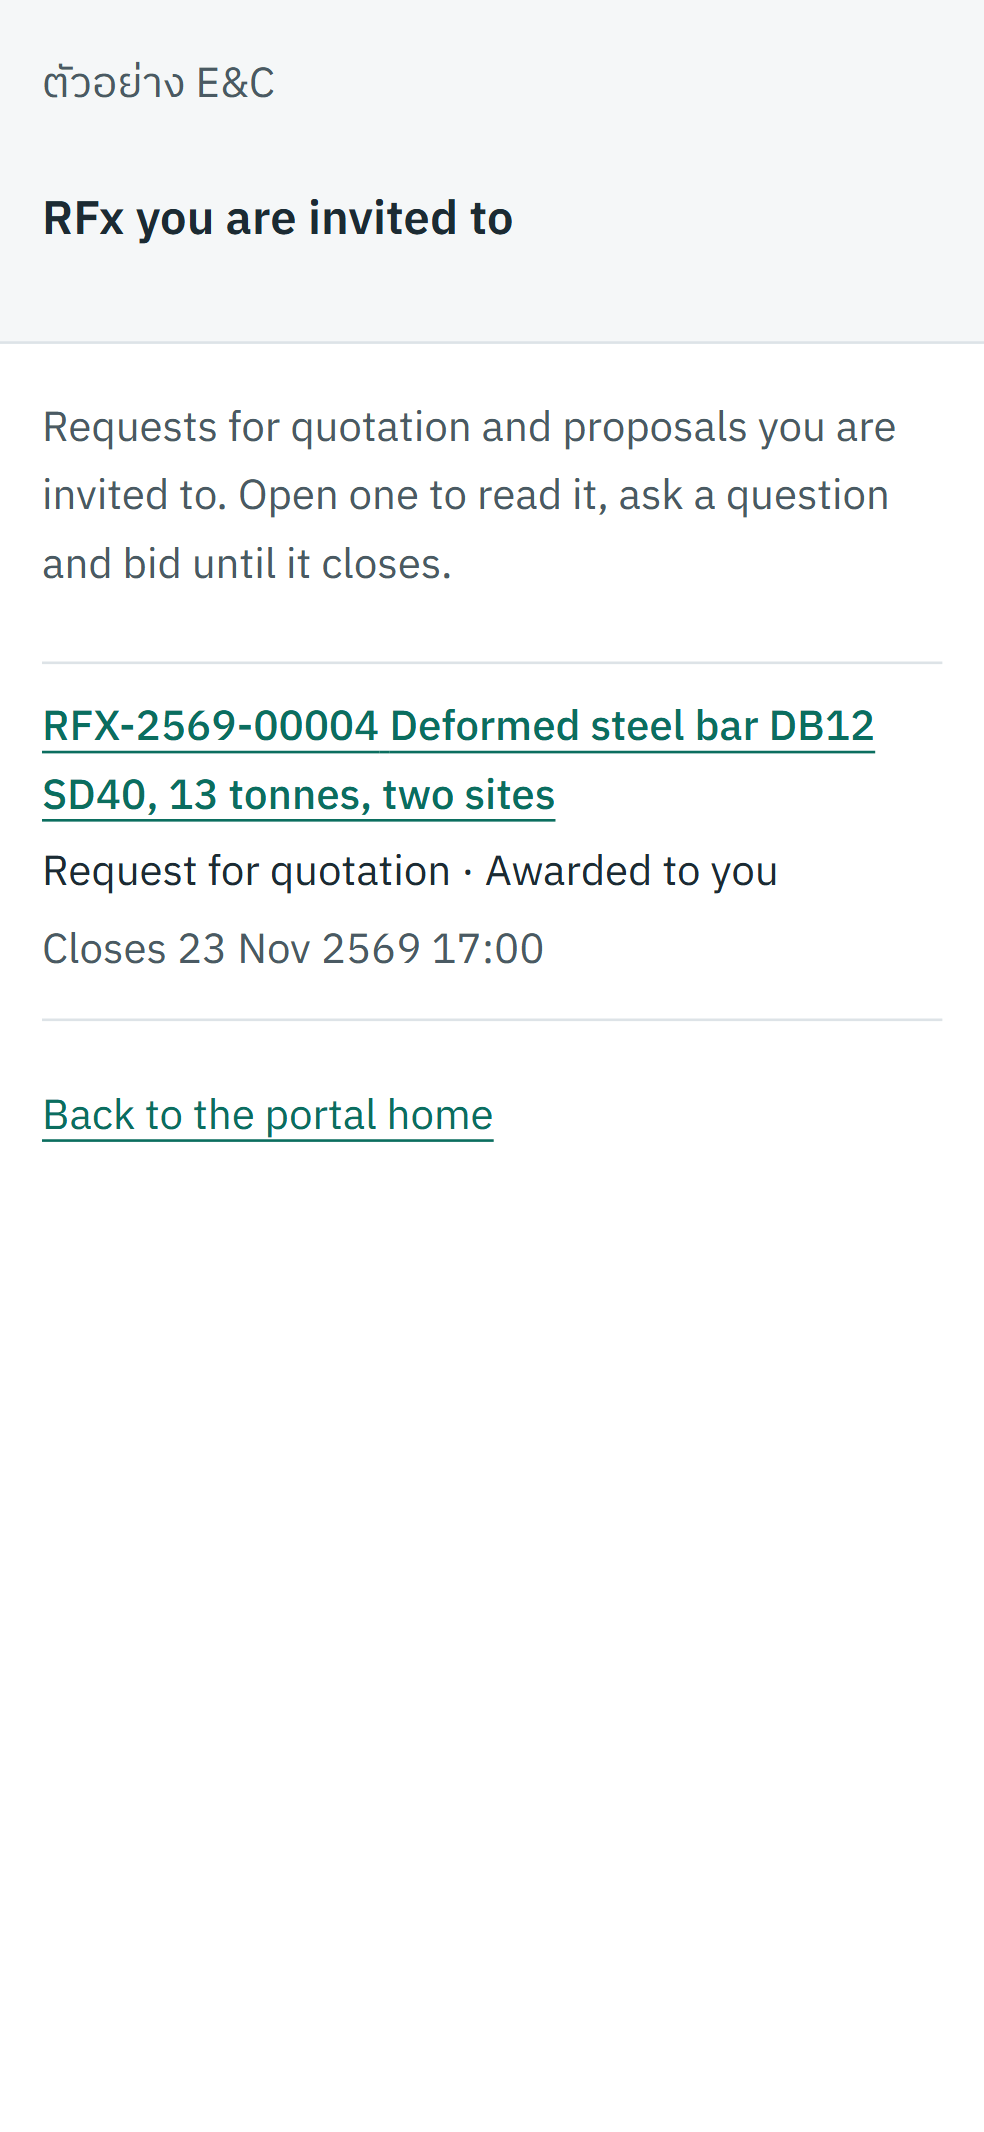 ตัวอย่าง E&C
RFx you are invited to
Requests for quotation and proposals you are
invited to. Open one to read it, ask a question
and bid until it closes.
RFX-2569-00004 Deformed steel bar DB12
SD40, 13 tonnes, two sites
Request for quotation · Awarded to you
Closes 23 Nov 2569 17:00
Back to the portal home